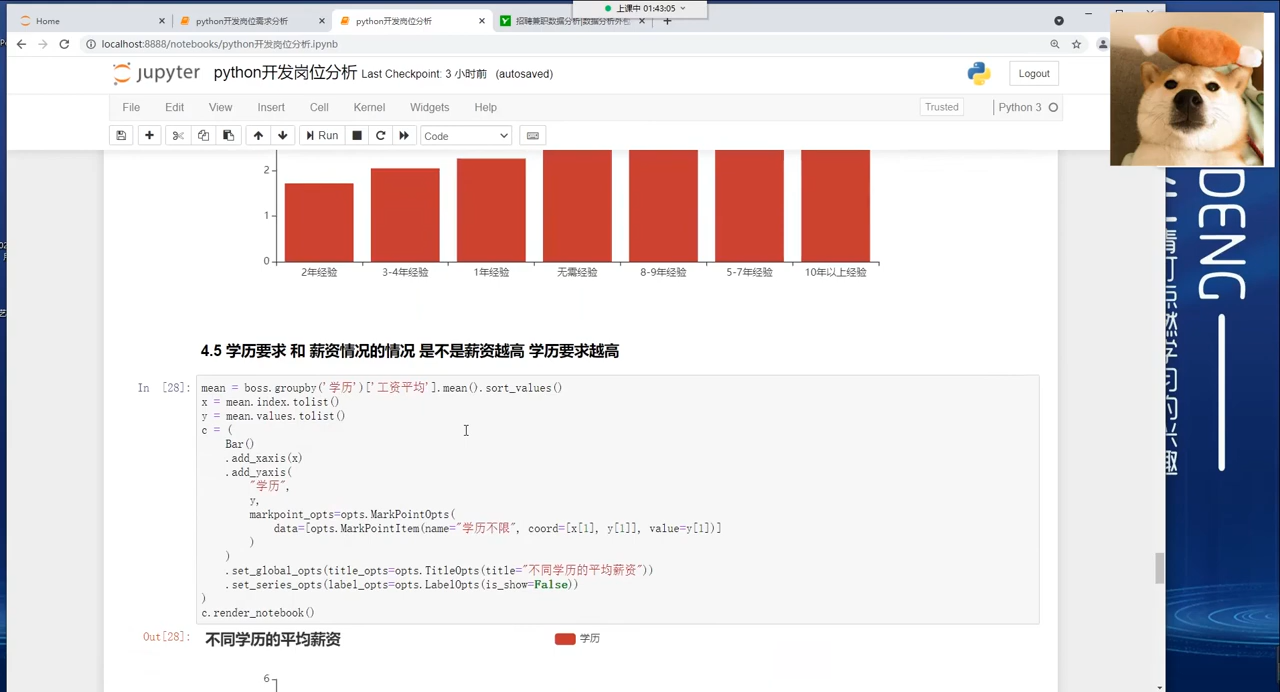 上课中 01:43:05
Home
python开发岗位需求分析
python开发岗位分析
招聘兼职数据分析|数据分析外包
localhost:8888/notebooks/python开发岗位分析.ipynb
jupyter python开发岗位分析 Last Checkpoint: 3 小时前 (autosaved)
Logout
File Edit View Insert Cell Kernel Widgets Help
Trusted
Python 3
Run
Code
2
1
0
2年经验 3-4年经验 1年经验 无需经验 8-9年经验 5-7年经验 10年以上经验
4.5 学历要求 和 薪资情况的情况 是不是薪资越高 学历要求越高
In [28]:
mean = boss.groupby('学历')['工资平均'].mean().sort_values()
x = mean.index.tolist()
y = mean.values.tolist()
c = (
Bar()
.add_xaxis(x)
.add_yaxis(
"学历",
y,
markpoint_opts=opts.MarkPointOpts(
data=[opts.MarkPointItem(name="学历不限", coord=[x[1], y[1]], value=y[1])]
)
)
.set_global_opts(title_opts=opts.TitleOpts(title="不同学历的平均薪资"))
.set_series_opts(label_opts=opts.LabelOpts(is_show=False))
)
c.render_notebook()
Out[28]:
不同学历的平均薪资
学历
6
DENG
点燃学习的兴趣